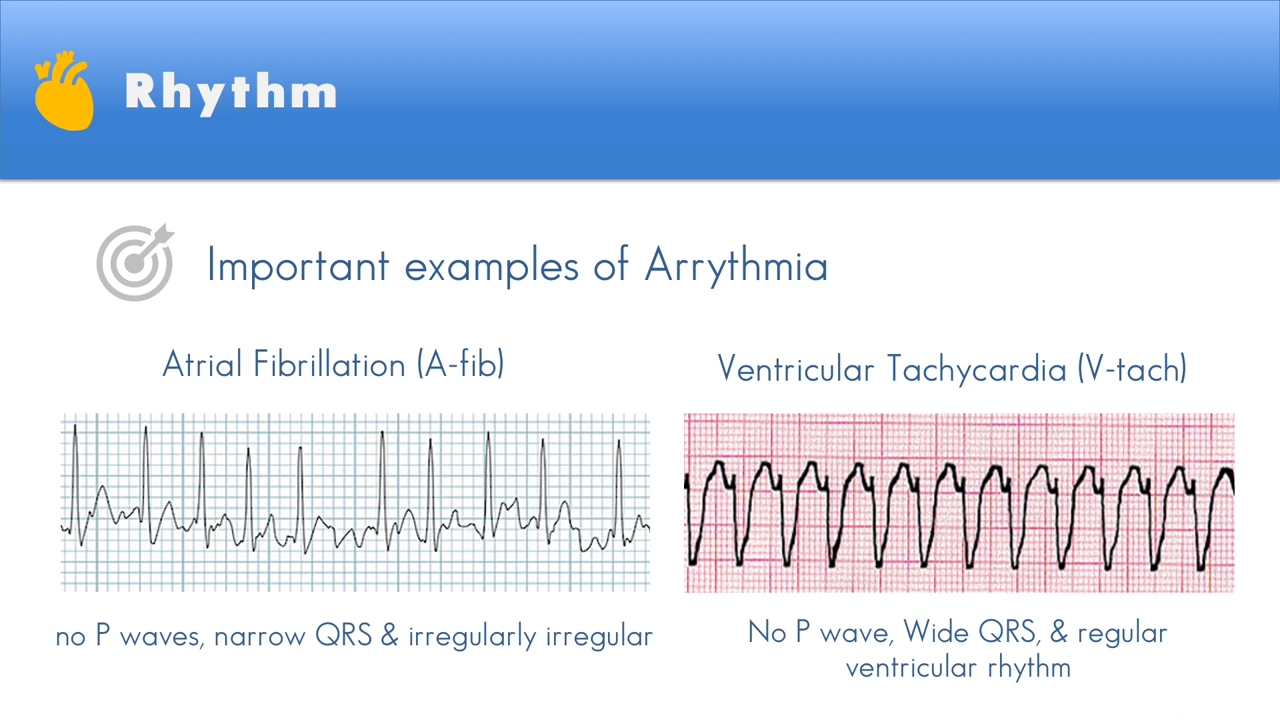 Rhythm
Important examples of Arrythmia
Atrial Fibrillation (A-fib)
Ventricular Tachycardia (V-tach)
no P waves, narrow QRS & irregularly irregular
No P wave, Wide QRS, & regular
ventricular rhythm